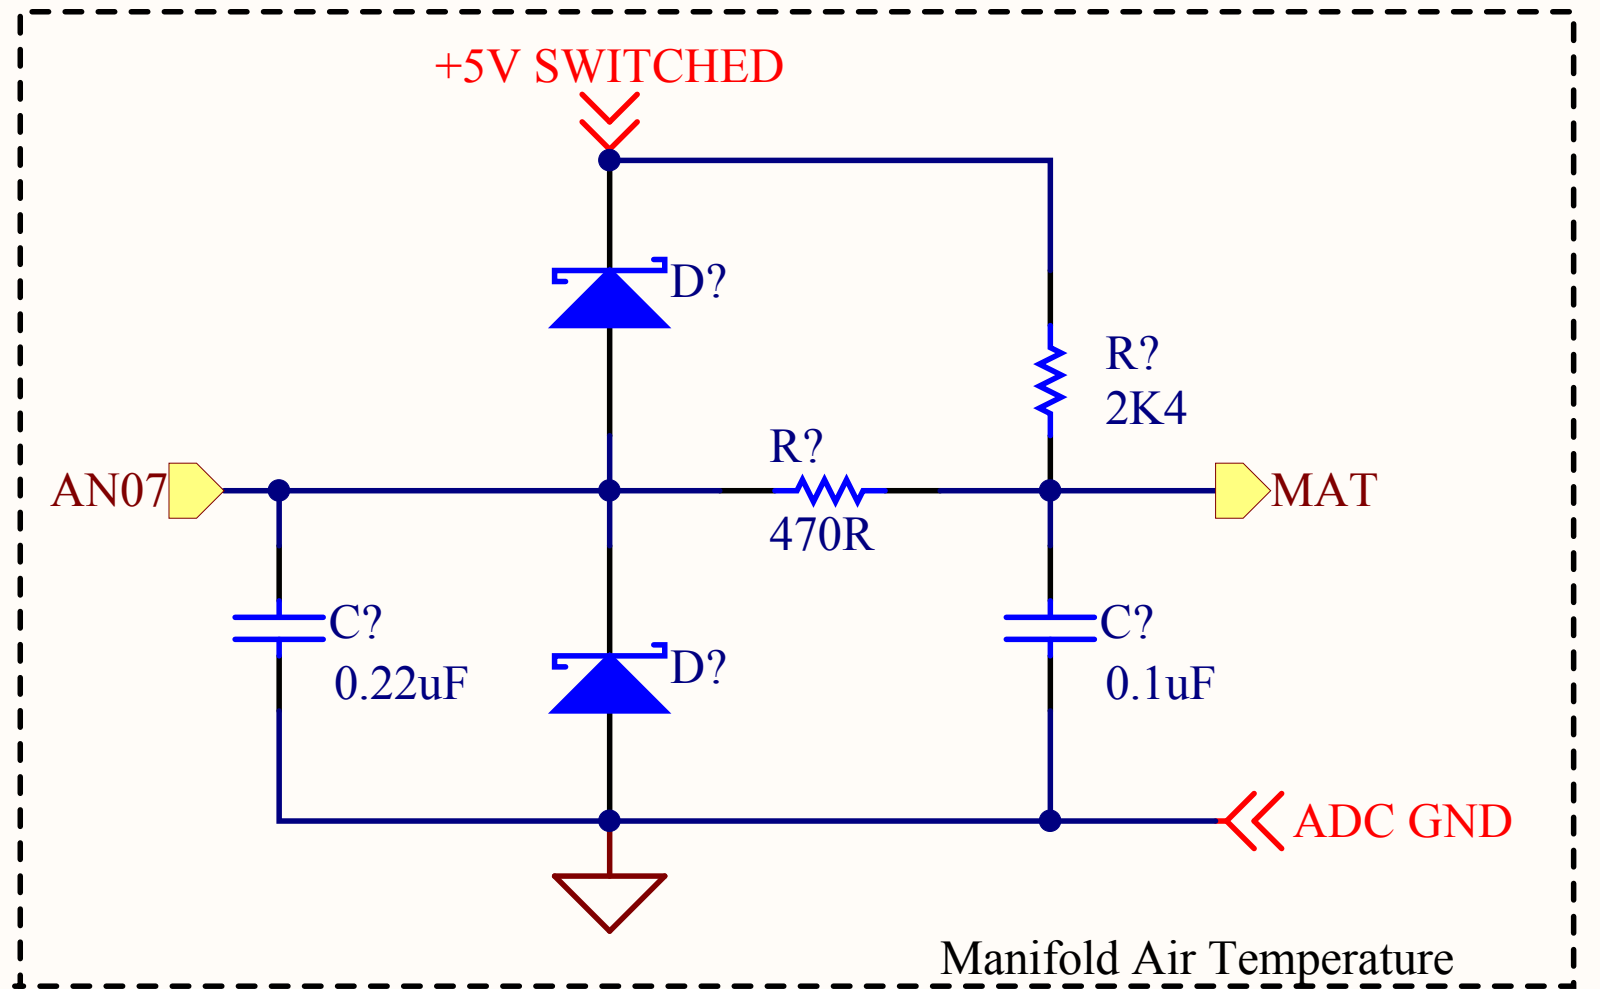 +5V SWITCHED
D?
R?
2K4
R?
470R
AN07
MAT
C?
0.22uF
D?
C?
0.1uF
ADC GND
Manifold Air Temperature